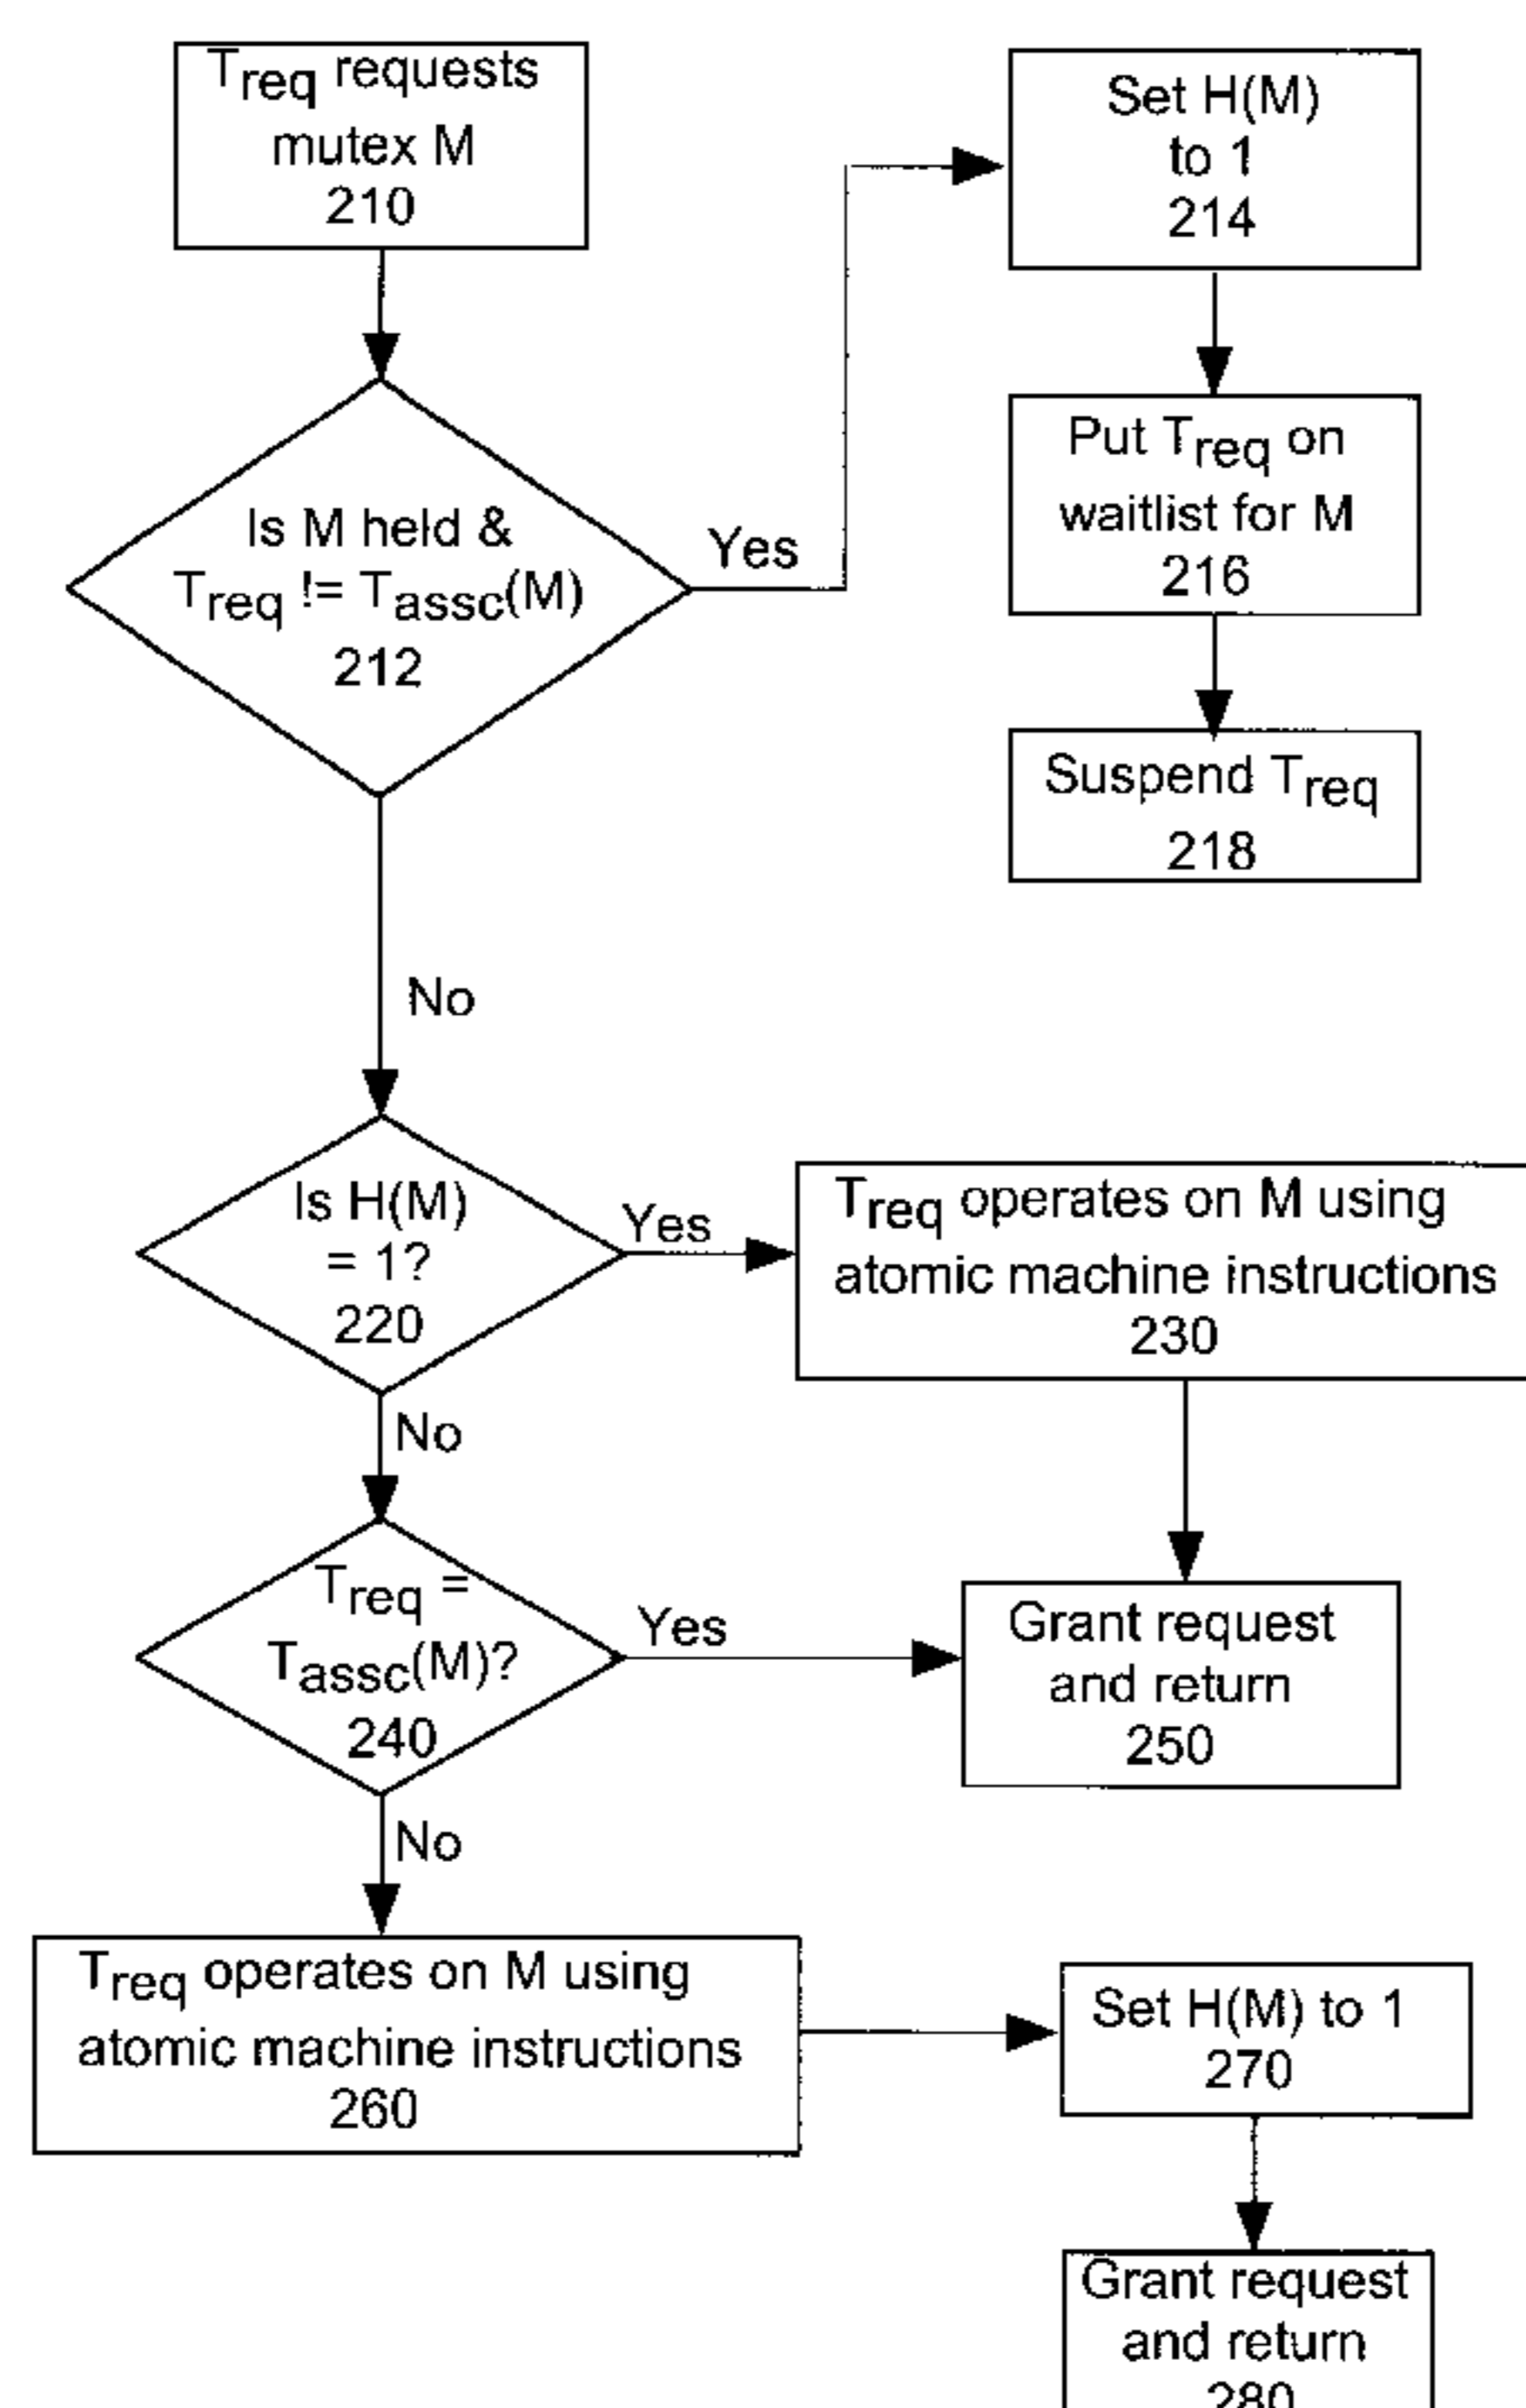 Treq requests
mutex M
210
Set H(M)
to 1
214
Is M held &
Treq != Tassc(M)
212
Yes
Put Treq on
waitlist for M
216
Suspend Treq
218
No
Is H(M)
= 1?
220
Yes
Treq operates on M using
atomic machine instructions
230
No
Treq =
Tassc(M)?
240
Yes
Grant request
and return
250
No
Treq operates on M using
atomic machine instructions
260
Set H(M) to 1
270
Grant request
and return
280